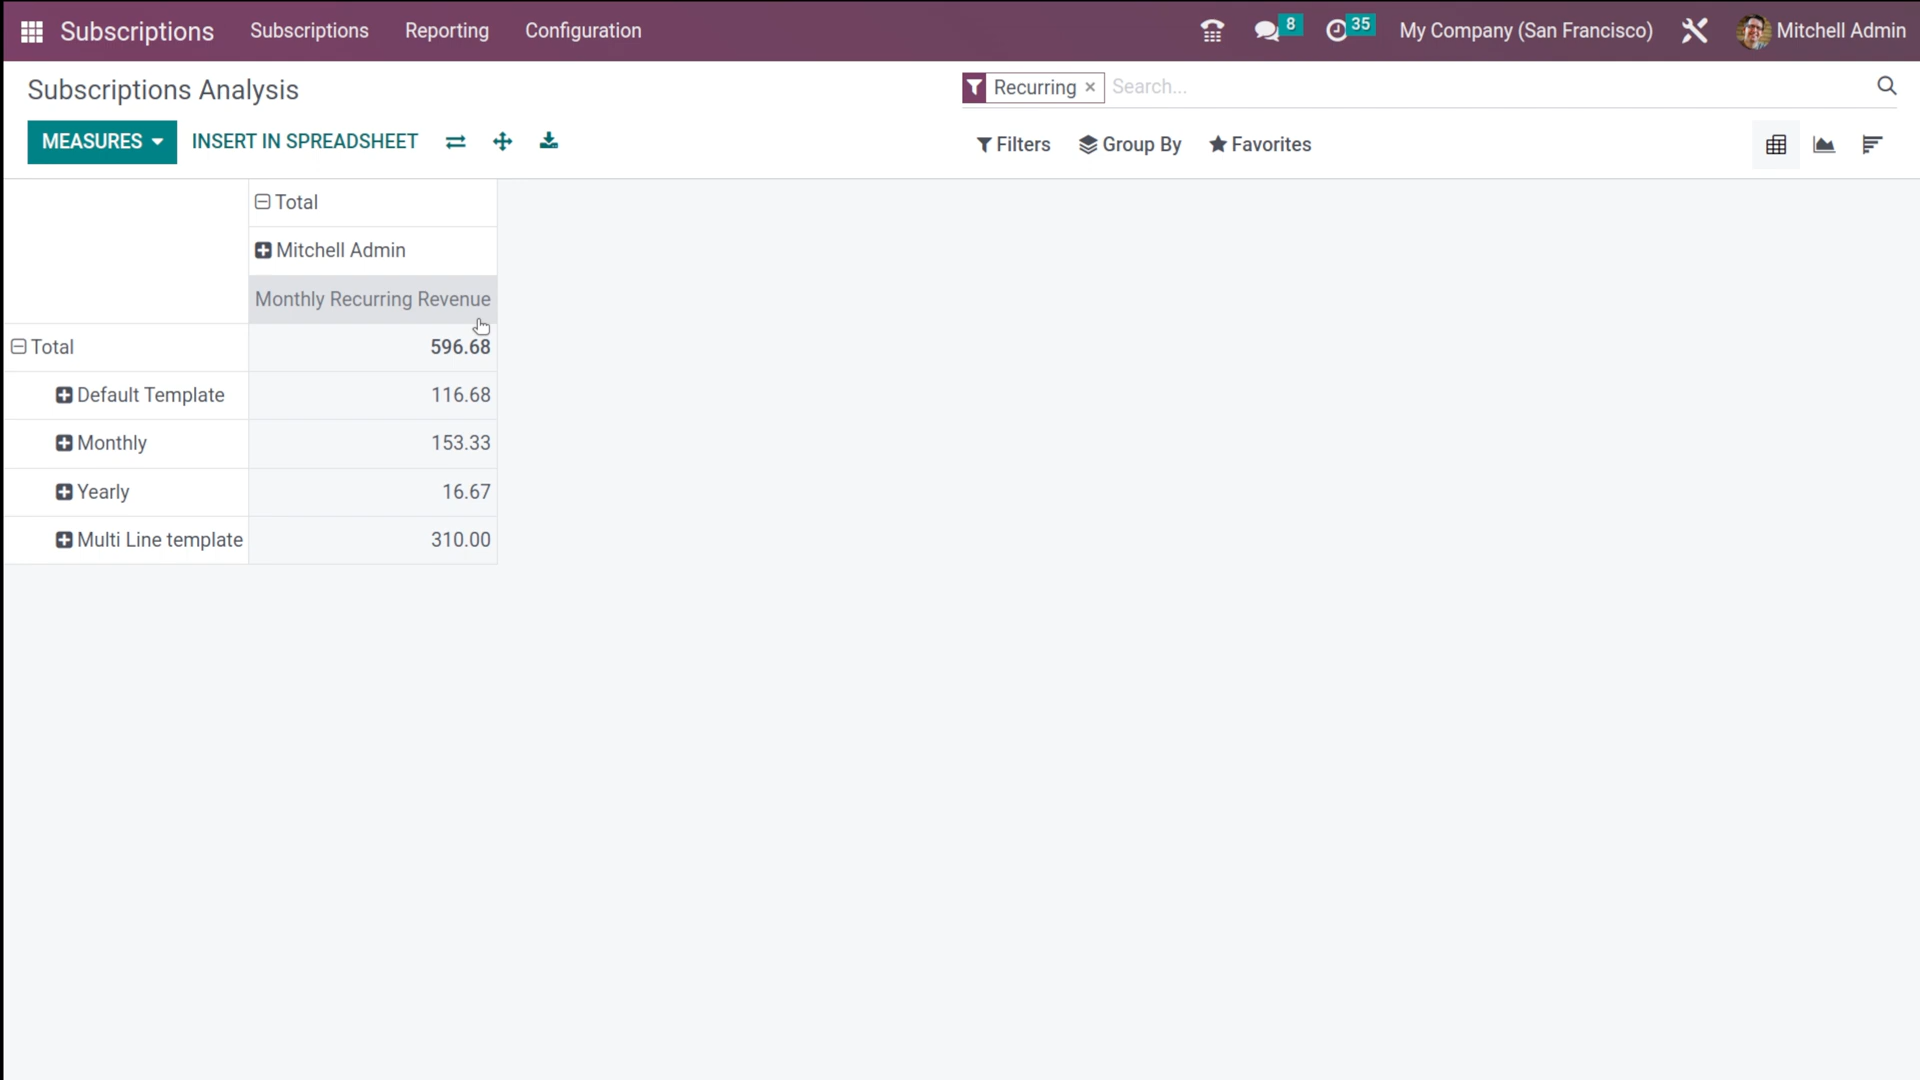 Subscriptions Subscriptions Reporting Configuration 8 35 My Company (San Francisco) Mitchell Admin
Subscriptions Analysis Recurring × Search...
MEASURES INSERT IN SPREADSHEET Filters Group By Favorites
Total
Mitchell Admin
Monthly Recurring Revenue
Total 596.68
Default Template 116.68
Monthly 153.33
Yearly 16.67
Multi Line template 310.00